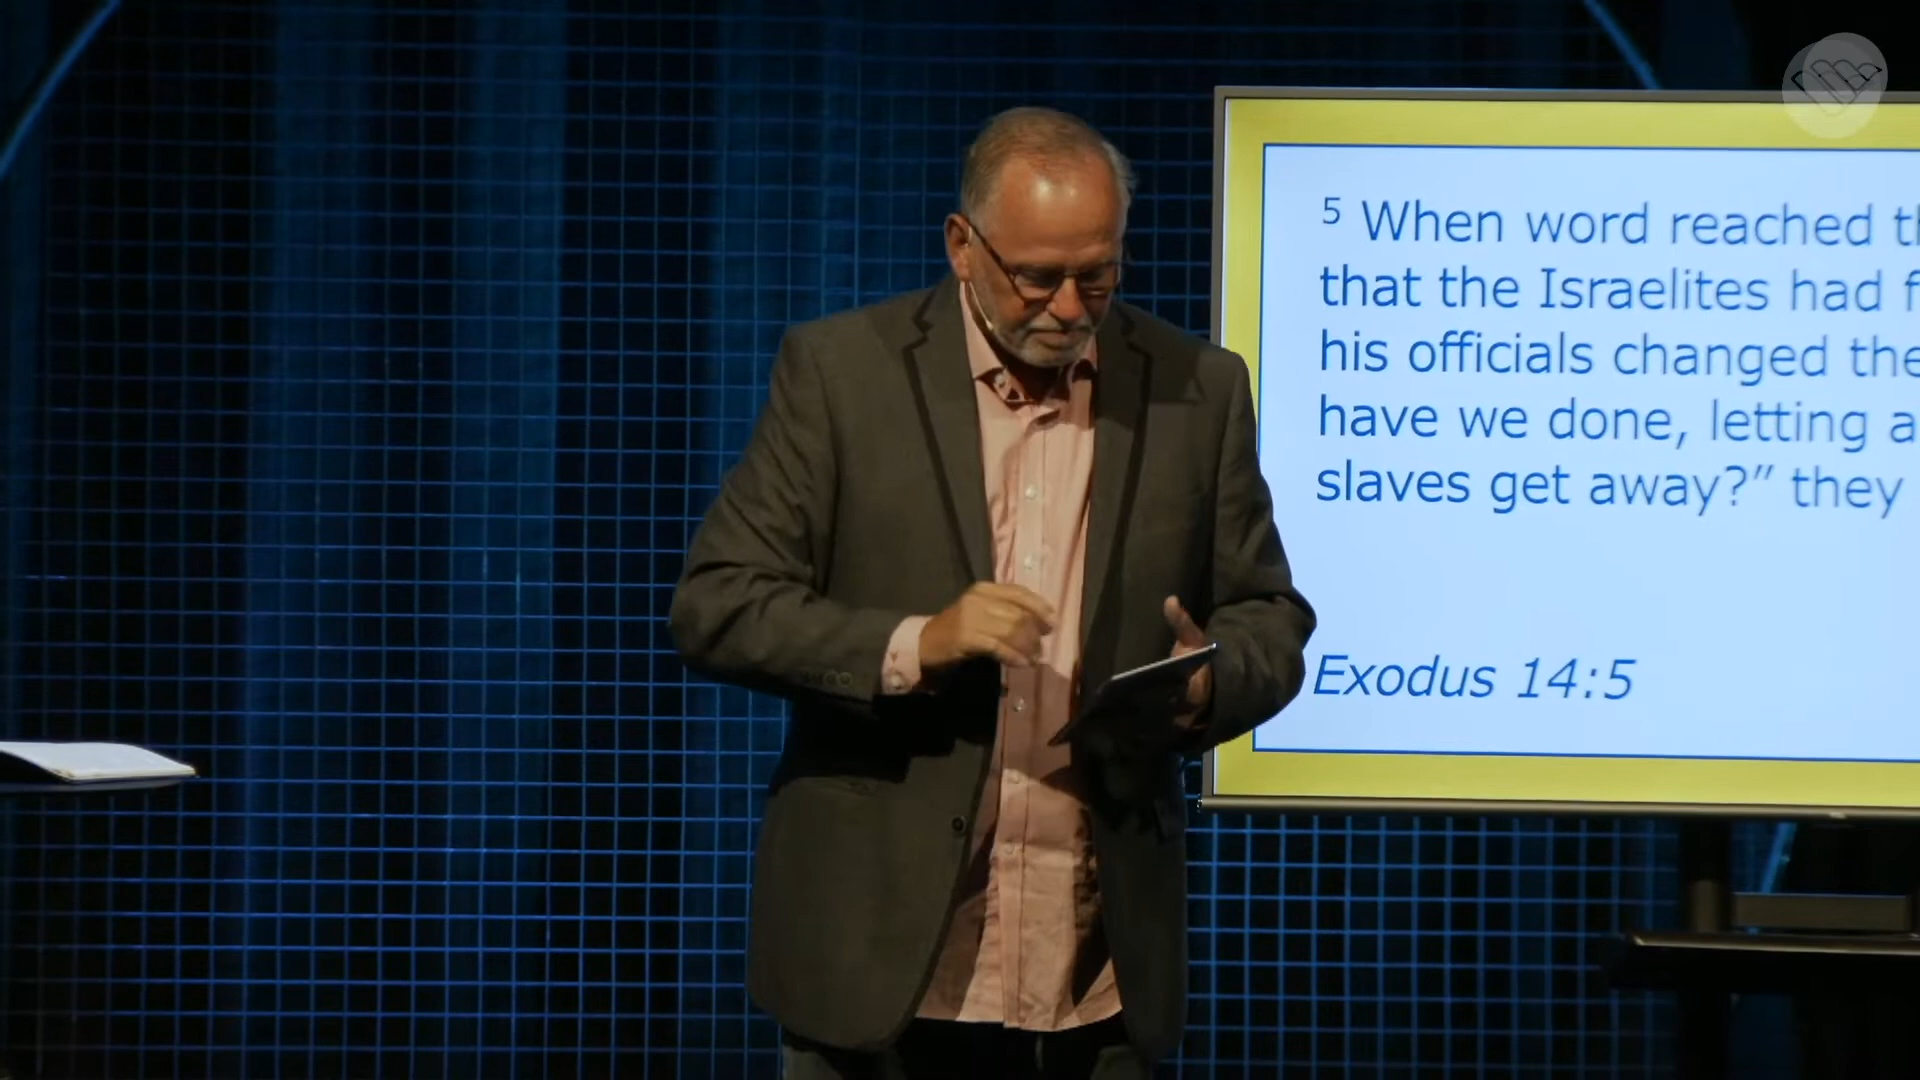 5 When word reached
that the Israelites had
his officials changed
have we done, letting
slaves get away?” they
Exodus 14:5